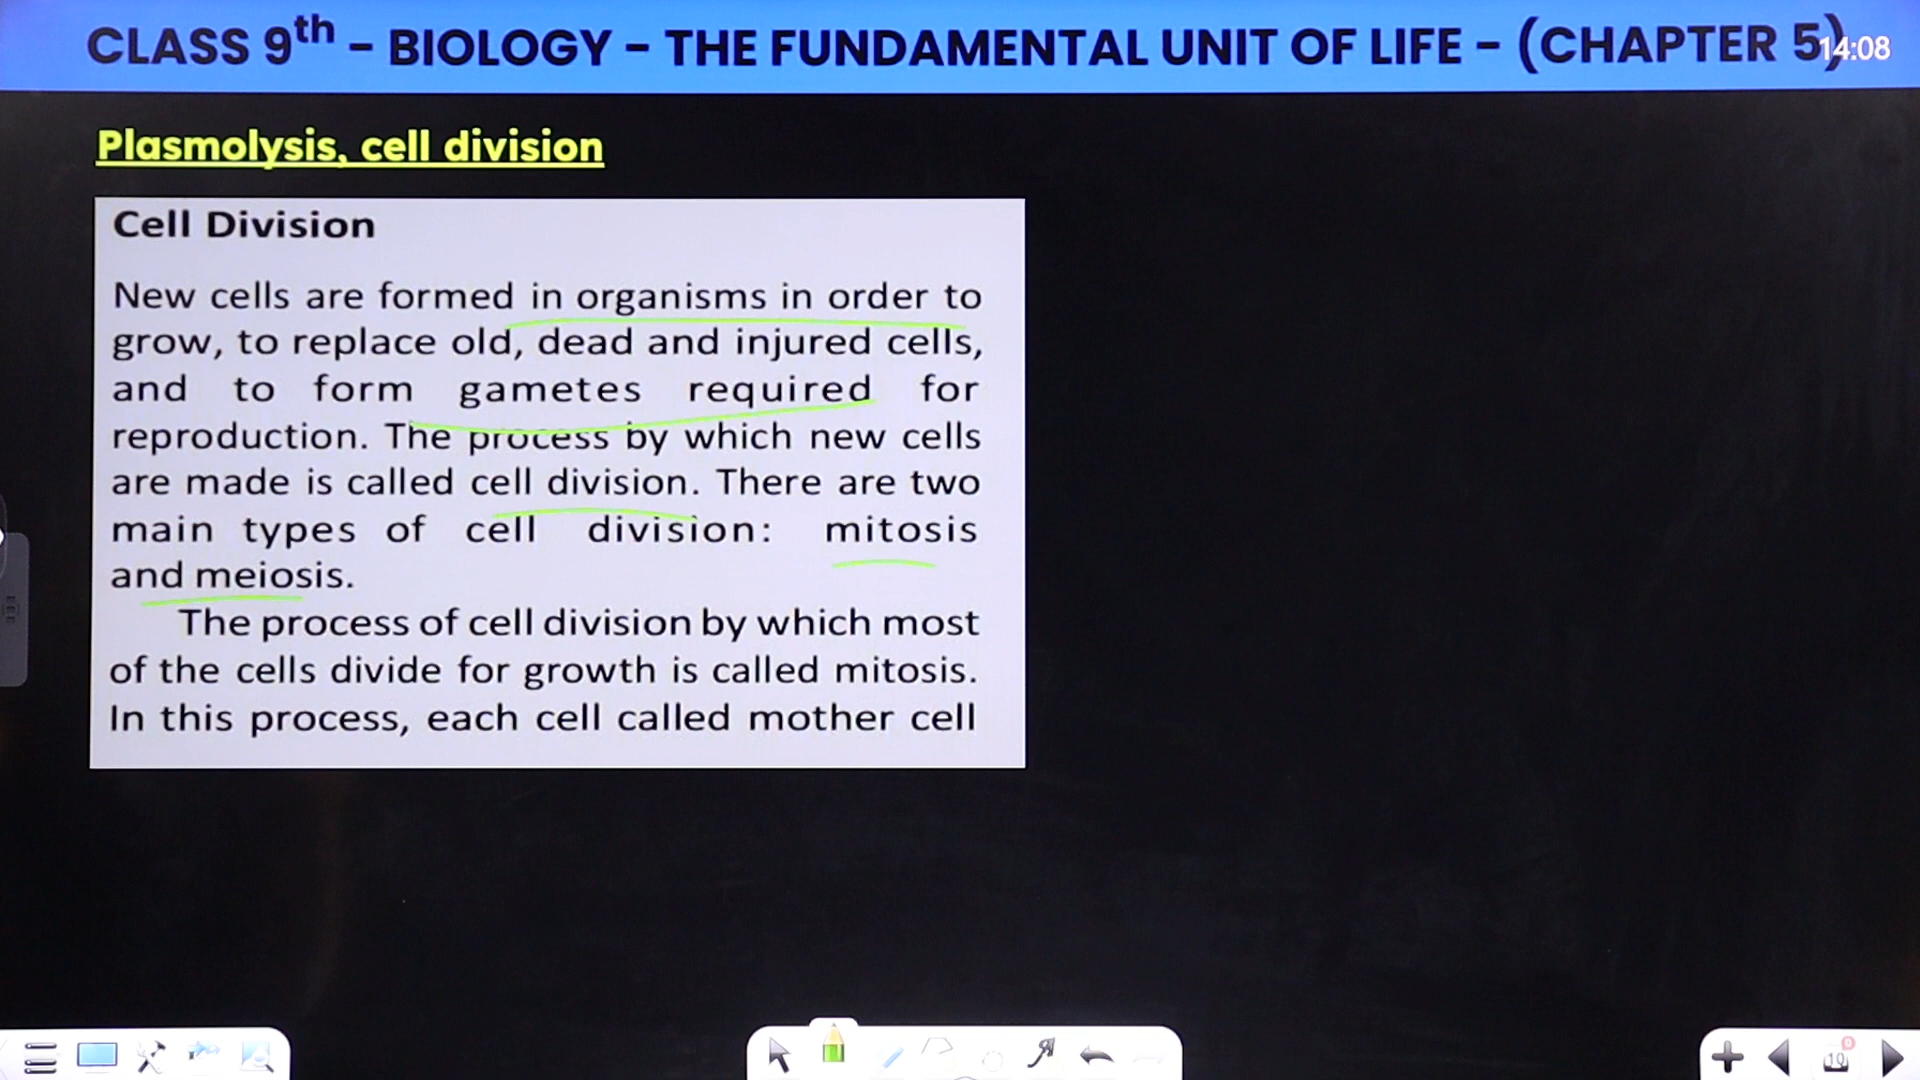 CLASS 9th - BIOLOGY - THE FUNDAMENTAL UNIT OF LIFE - (CHAPTER 5)
14:08
Plasmolysis, cell division
Cell Division
New cells are formed in organisms in order to
grow, to replace old, dead and injured cells,
and to form gametes required for
reproduction. The process by which new cells
are made is called cell division. There are two
main types of cell division: mitosis
and meiosis.
The process of cell division by which most
of the cells divide for growth is called mitosis.
In this process, each cell called mother cell
10